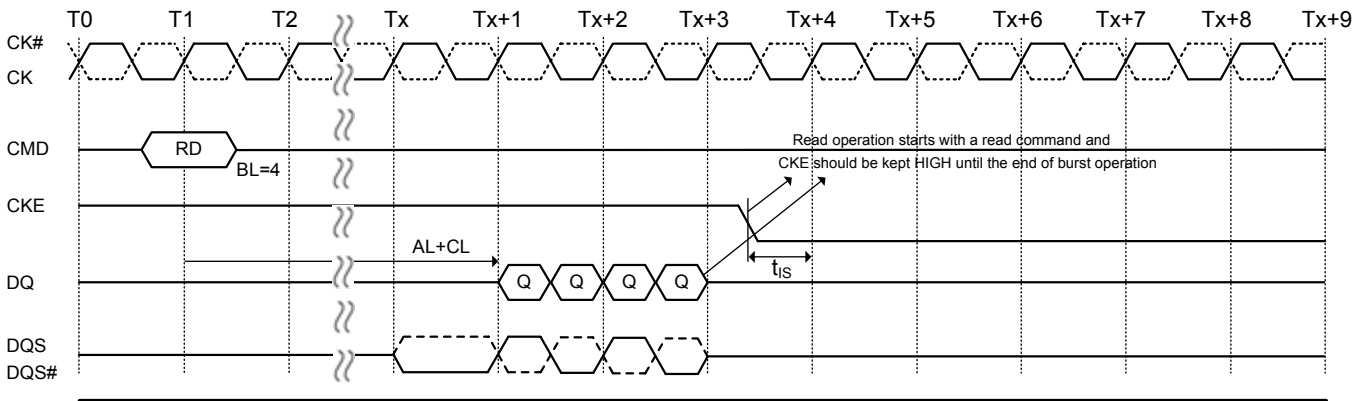 T0 T1 T2 Tx Tx+1 Tx+2 Tx+3 Tx+4 Tx+5 Tx+6 Tx+7 Tx+8 Tx+9
CK#
CK
CMD RD
BL=4
Read operation starts with a read command and
CKE should be kept HIGH until the end of burst operation
CKE
AL+CL
tIS
DQ Q Q Q Q
DQS
DQS#